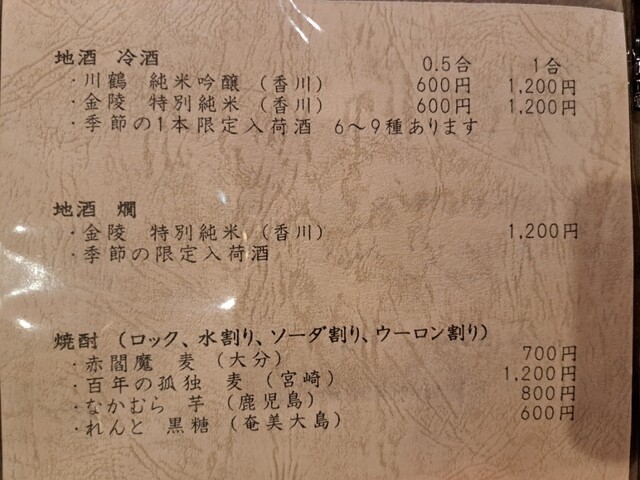 地酒 冷酒 0.5合 1合
・川鶴 純米吟醸（香川） 600円 1,200円
・金陵 特別純米（香川） 600円 1,200円
・季節の1本限定入荷酒 6～9種あります
地酒 燗
・金陵 特別純米（香川） 1,200円
・季節の限定入荷酒
焼酎 （ロック、水割り、ソーダ割り、ウーロン割り）
・赤閻魔 麦（大分） 700円
・百年の孤独 麦（宮崎） 1,200円
・なかむら 芋（鹿児島） 800円
・れんと 黒糖（奄美大島） 600円